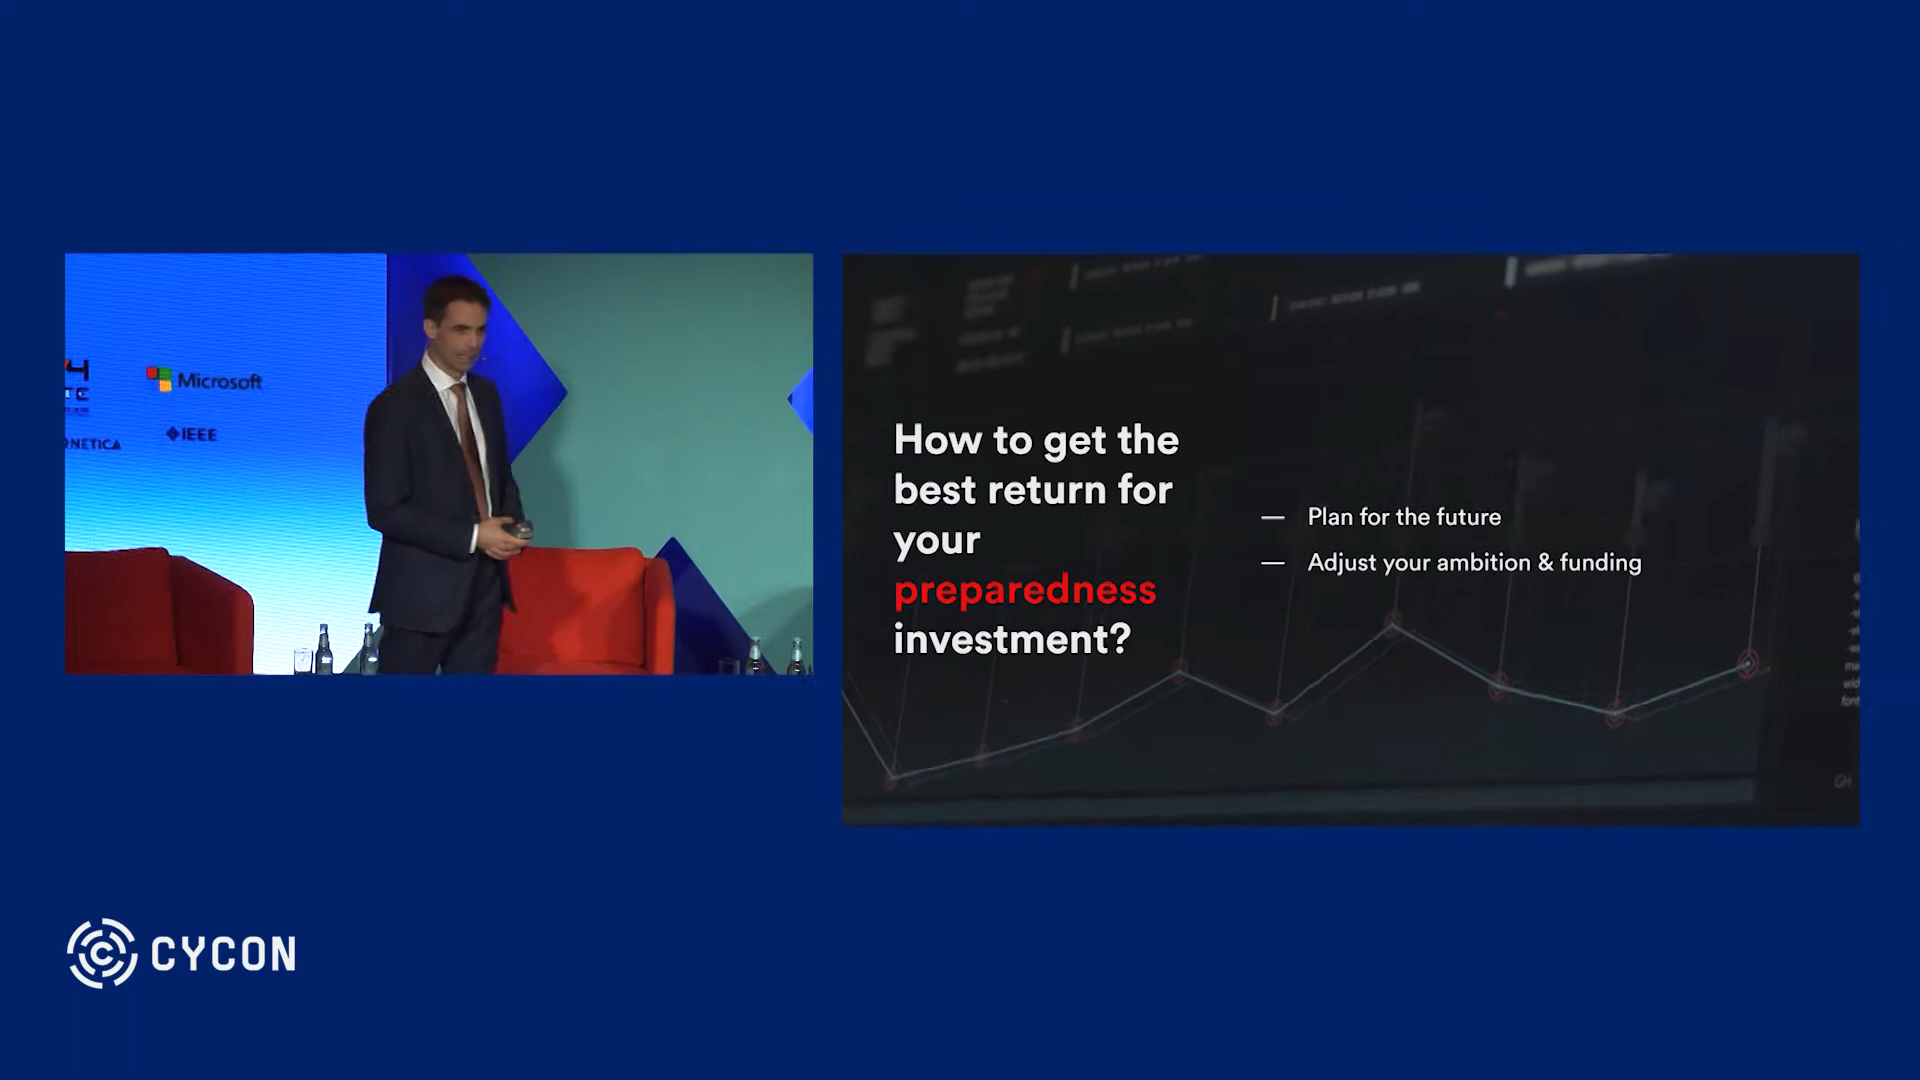 Microsoft
IEEE
How to get the
best return for
your
preparedness
investment?
— Plan for the future
— Adjust your ambition & funding
CYCON